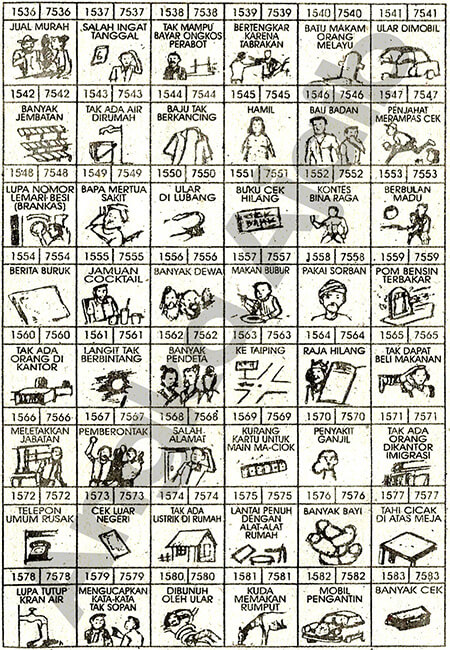 1536 7536
JUAL MURAH
1537 7537
SALAH INGAT
TANGGAL
1538 7538
TAK MAMPU
BAYAR ONGKOS
PERABOT
1539 7539
BERTENGKAR
KARENA
TABRAKAN
1540 7540
BATU MAKAM
ORANG
MELAYU
1541 7541
ULAR DIMOBIL
1542 7542
BANYAK
JEMBATAN
1543 7543
TAK ADA AIR
DIRUMAH
1544 7544
BAJU TAK
BERKANCING
1545 7545
HAMIL
1546 7546
BAU BADAN
1547 7547
PENJAHAT
MERAMPAS CEK
1548 7548
LUPA NOMOR
LEMARI BESI
(BRANKAS)
1549 7549
BAPA MERTUA
SAKIT
1550 7550
ULAR
DI LUBANG
1551 7551
BUKU CEK
HILANG
1552 7552
KONTES
BINA RAGA
1553 7553
BERBULAN
MADU
1554 7554
BERITA BURUK
1555 7555
JAMUAN
COCKTAIL
1556 7556
BANYAK DEWA
1557 7557
MAKAN BUBUR
1558 7558
PAKAI SORBAN
1559 7559
POM BENSIN
TERBAKAR
1560 7560
TAK ADA
ORANG DI
KANTOR
1561 7561
LANGIT TAK
BERBINTANG
1562 7562
BANYAK
PENDETA
1563 7563
KE TAIPING
1564 7564
RAJA HILANG
1565 7565
TAK DAPAT
BELI MAKANAN
1566 7566
MELETAKKAN
JABATAN
1567 7567
PEMBERONTAK
1568 7568
SALAH
ALAMAT
1569 7569
KURANG
KARTU UNTUK
MAIN MA-CIOK
1570 7570
PENYAKIT
GANJIL
1571 7571
TAK ADA
ORANG
DIKANTOR
IMIGRASI
1572 7572
TELEPON
UMUM RUSAK
1573 7573
CEK LUAR
NEGERI
1574 7574
TAK ADA
LISTRIK DI RUMAH
1575 7575
LANTAI PENUH
DENGAN
ALAT-ALAT
RUMAH
1576 7576
BANYAK BAYI
1577 7577
TAHI CICAK
DI ATAS MEJA
1578 7578
LUPA TUTUP
KRAN AIR
1579 7579
MENGUCAPKAN
KATA-KATA
TAK SOPAN
1580 7580
DIBUNUH
OLEH ULAR
1581 7581
KUDA
MEMAKAN
RUMPUT
1582 7582
MOBIL
PENGANTIN
1583 7583
BANYAK CEK